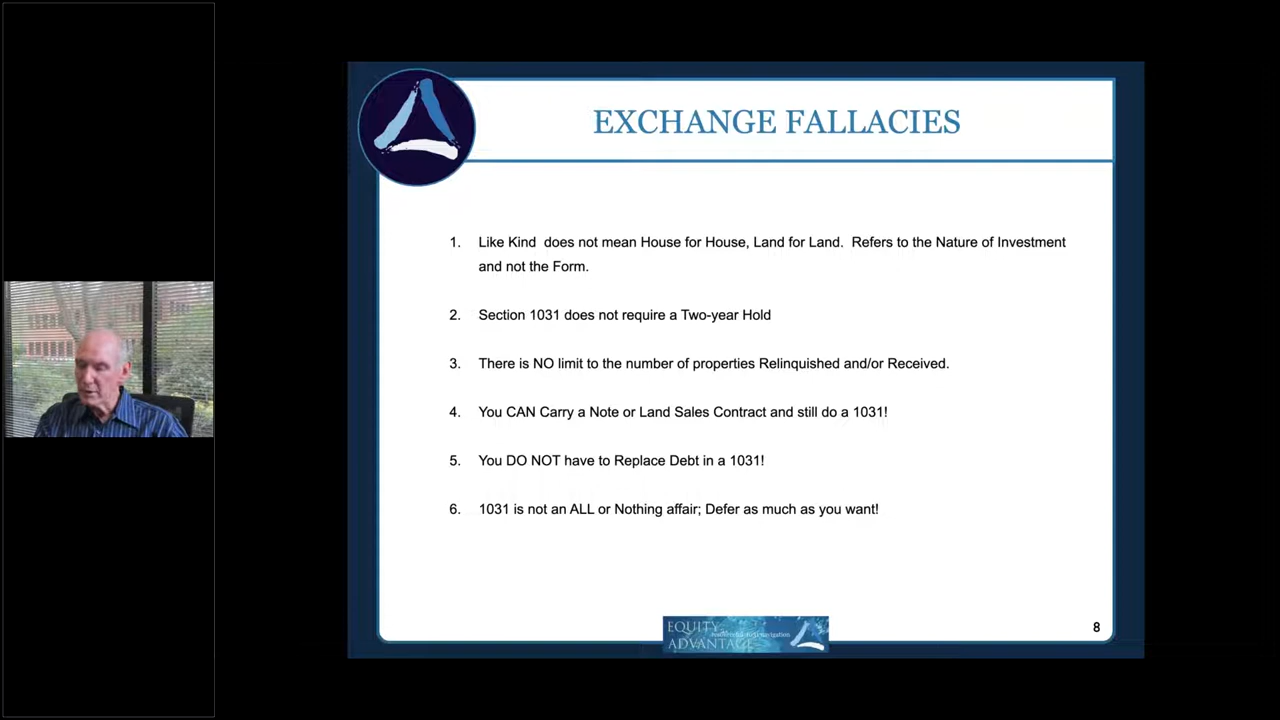 EXCHANGE FALLACIES
1. Like Kind does not mean House for House, Land for Land. Refers to the Nature of Investment
and not the Form.
2. Section 1031 does not require a Two-year Hold
3. There is NO limit to the number of properties Relinquished and/or Received.
4. You CAN Carry a Note or Land Sales Contract and still do a 1031!
5. You DO NOT have to Replace Debt in a 1031!
6. 1031 is not an ALL or Nothing affair; Defer as much as you want!
EQUITY
ADVANTAGE
8